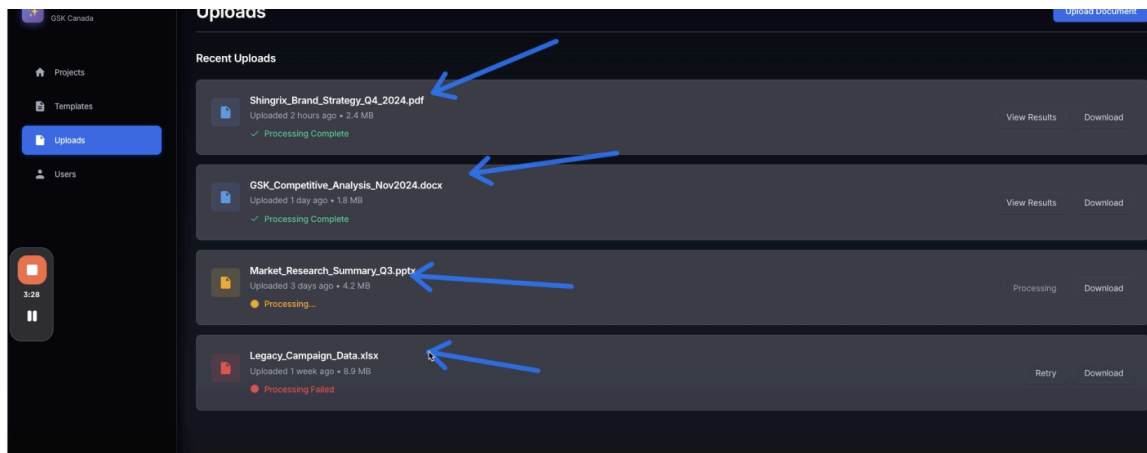 GSK Canada
Uploads
Upload Document
Projects
Templates
Uploads
Users
3:28
Recent Uploads
Shingrix_Brand_Strategy_Q4_2024.pdf
Uploaded 2 hours ago • 2.4 MB
✓ Processing Complete
View Results
Download
GSK_Competitive_Analysis_Nov2024.docx
Uploaded 1 day ago • 1.8 MB
✓ Processing Complete
View Results
Download
Market_Research_Summary_Q3.pptx
Uploaded 3 days ago • 4.2 MB
Processing...
Processing
Download
Legacy_Campaign_Data.xlsx
Uploaded 1 week ago • 8.9 MB
Processing Failed
Retry
Download